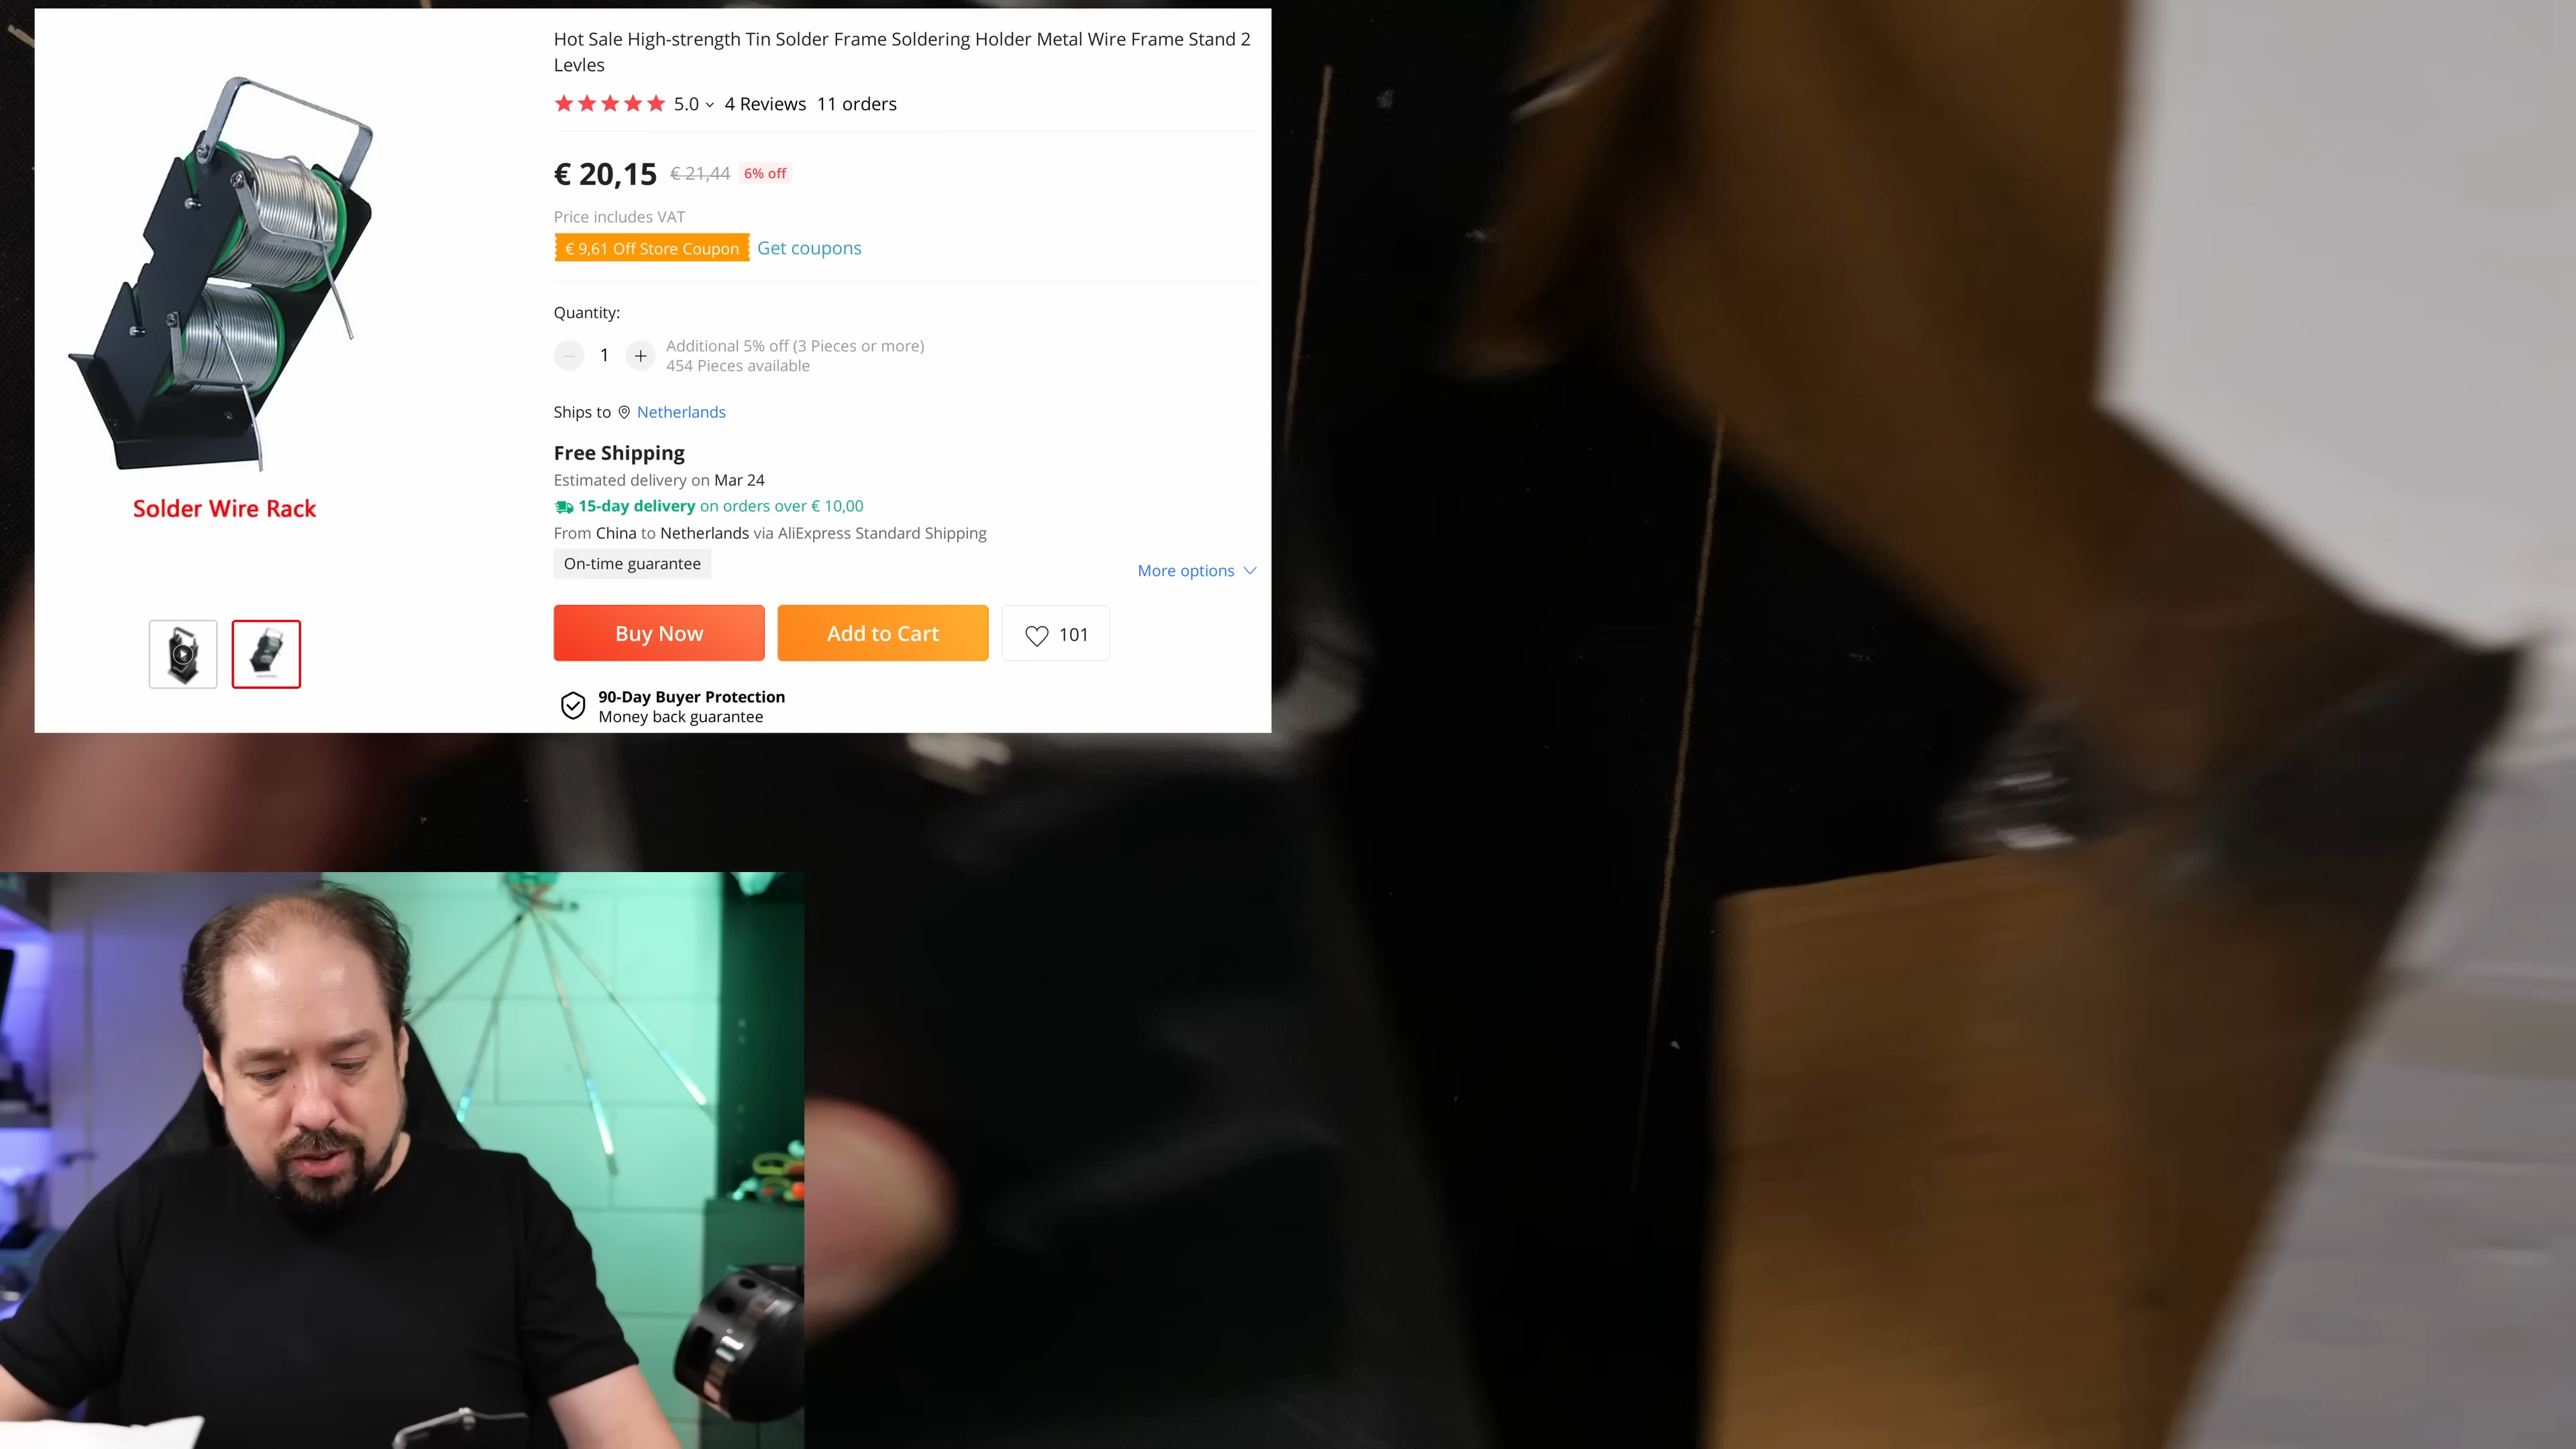 Hot Sale High-strength Tin Solder Frame Soldering Holder Metal Wire Frame Stand 2
Levles
5.0 4 Reviews 11 orders
€ 20,15 € 21,44 6% off
Price includes VAT
€ 9,61 Off Store Coupon Get coupons
Quantity:
1
Additional 5% off (3 Pieces or more)
454 Pieces available
Ships to Netherlands
Free Shipping
Estimated delivery on Mar 24
15-day delivery on orders over € 10,00
From China to Netherlands via AliExpress Standard Shipping
On-time guarantee
More options
Buy Now Add to Cart 101
90-Day Buyer Protection
Money back guarantee
Solder Wire Rack